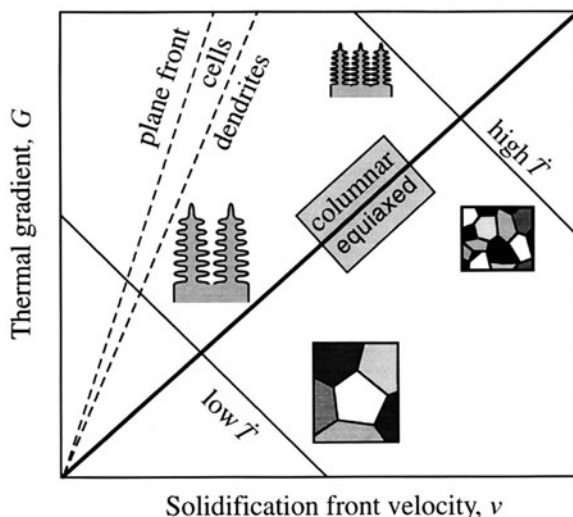 plane front
cells
dendrites
Thermal gradient, G
columnar
equiaxed
high Ṫ
low Ṫ
Solidification front velocity, v